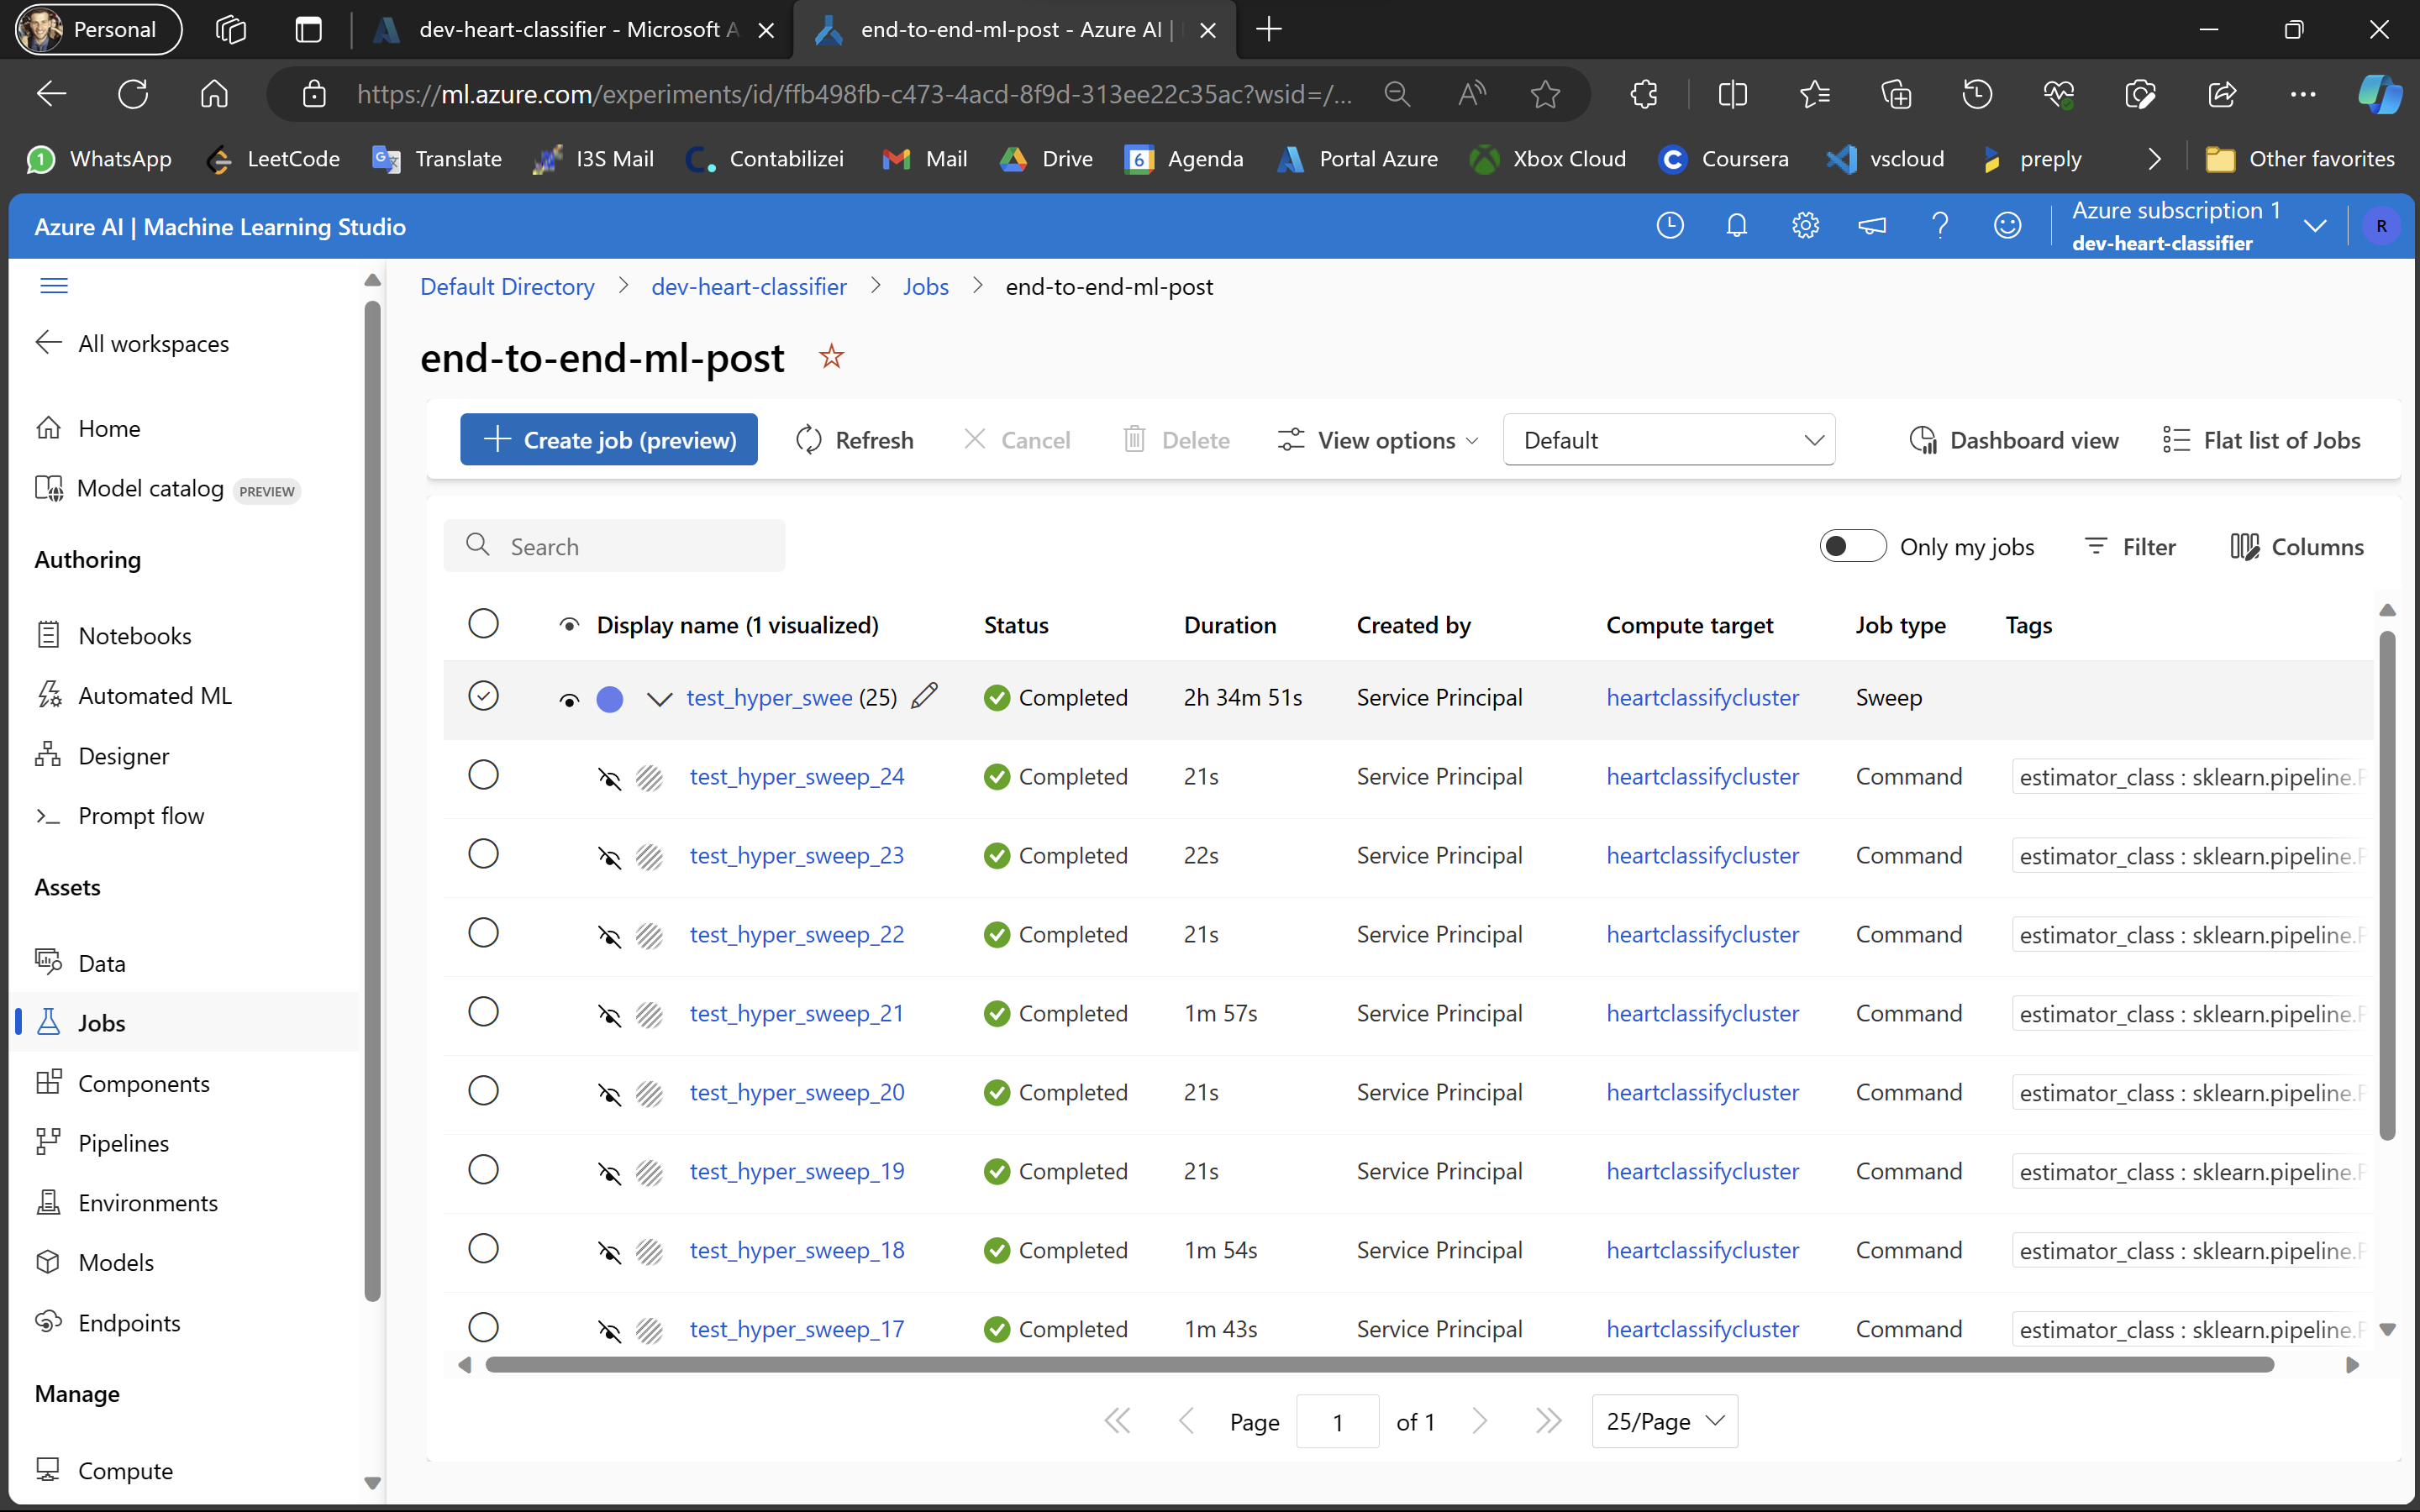 Personal
dev-heart-classifier - Microsoft A
end-to-end-ml-post - Azure AI |
https://ml.azure.com/experiments/id/ffb498fb-c473-4acd-8f9d-313ee22c35ac?wsid=/...
1 WhatsApp LeetCode Translate I3S Mail Contabilizei Mail Drive 6 Agenda Portal Azure Xbox Cloud Coursera vscloud preply Other favorites
Azure AI | Machine Learning Studio
Azure subscription 1
dev-heart-classifier
R
All workspaces
Home
Model catalog PREVIEW
Authoring
Notebooks
Automated ML
Designer
Prompt flow
Assets
Data
Jobs
Components
Pipelines
Environments
Models
Endpoints
Manage
Compute
Default Directory > dev-heart-classifier > Jobs > end-to-end-ml-post
end-to-end-ml-post
Create job (preview) Refresh Cancel Delete View options Default Dashboard view Flat list of Jobs
Search Only my jobs Filter Columns
Display name (1 visualized) Status Duration Created by Compute target Job type Tags
test_hyper_swee (25) Completed 2h 34m 51s Service Principal heartclassifycluster Sweep
test_hyper_sweep_24 Completed 21s Service Principal heartclassifycluster Command estimator_class : sklearn.pipeline.P
test_hyper_sweep_23 Completed 22s Service Principal heartclassifycluster Command estimator_class : sklearn.pipeline.P
test_hyper_sweep_22 Completed 21s Service Principal heartclassifycluster Command estimator_class : sklearn.pipeline.P
test_hyper_sweep_21 Completed 1m 57s Service Principal heartclassifycluster Command estimator_class : sklearn.pipeline.P
test_hyper_sweep_20 Completed 21s Service Principal heartclassifycluster Command estimator_class : sklearn.pipeline.P
test_hyper_sweep_19 Completed 21s Service Principal heartclassifycluster Command estimator_class : sklearn.pipeline.P
test_hyper_sweep_18 Completed 1m 54s Service Principal heartclassifycluster Command estimator_class : sklearn.pipeline.P
test_hyper_sweep_17 Completed 1m 43s Service Principal heartclassifycluster Command estimator_class : sklearn.pipeline.P
Page 1 of 1 25/Page